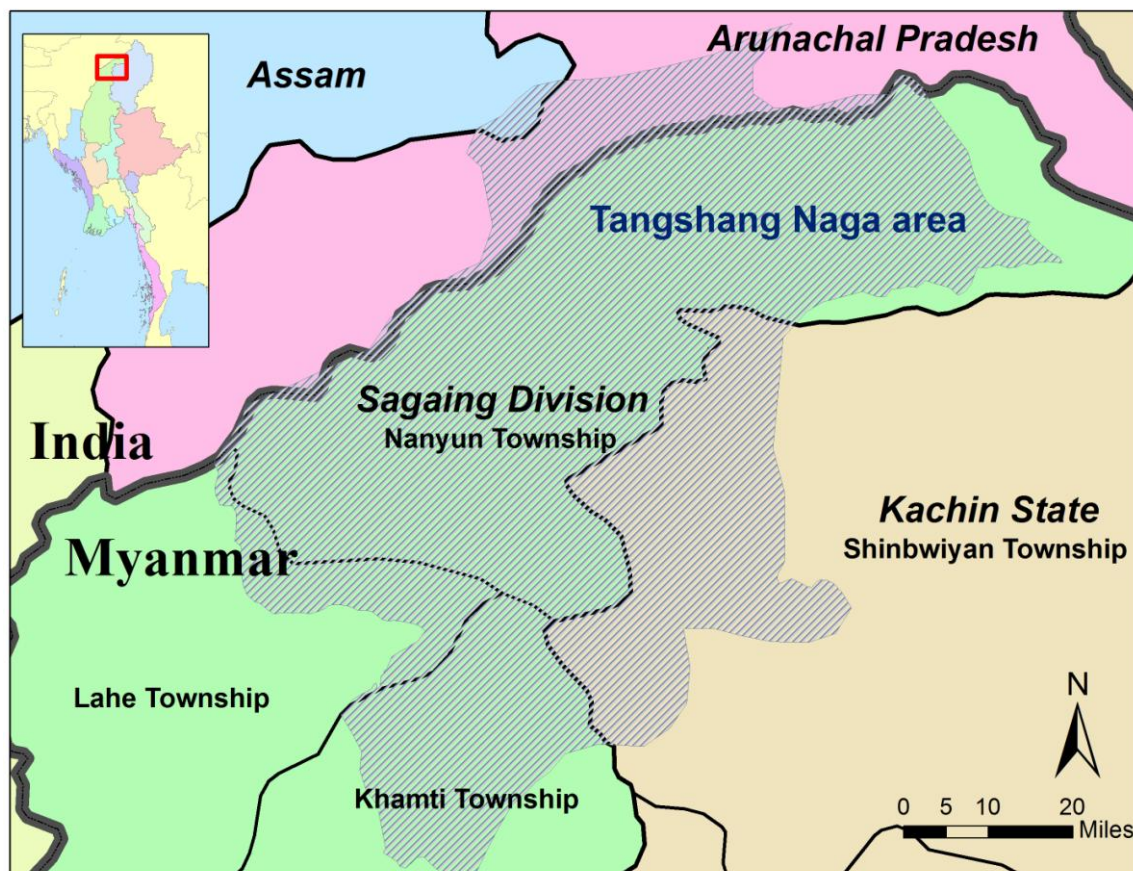 Arunachal Pradesh
Assam
Tangshang Naga area
Sagaing Division
Nanyun Township
India
Kachin State
Shinbwiyan Township
Myanmar
Lahe Township
Khamti Township
N
0 5 10 20
Miles